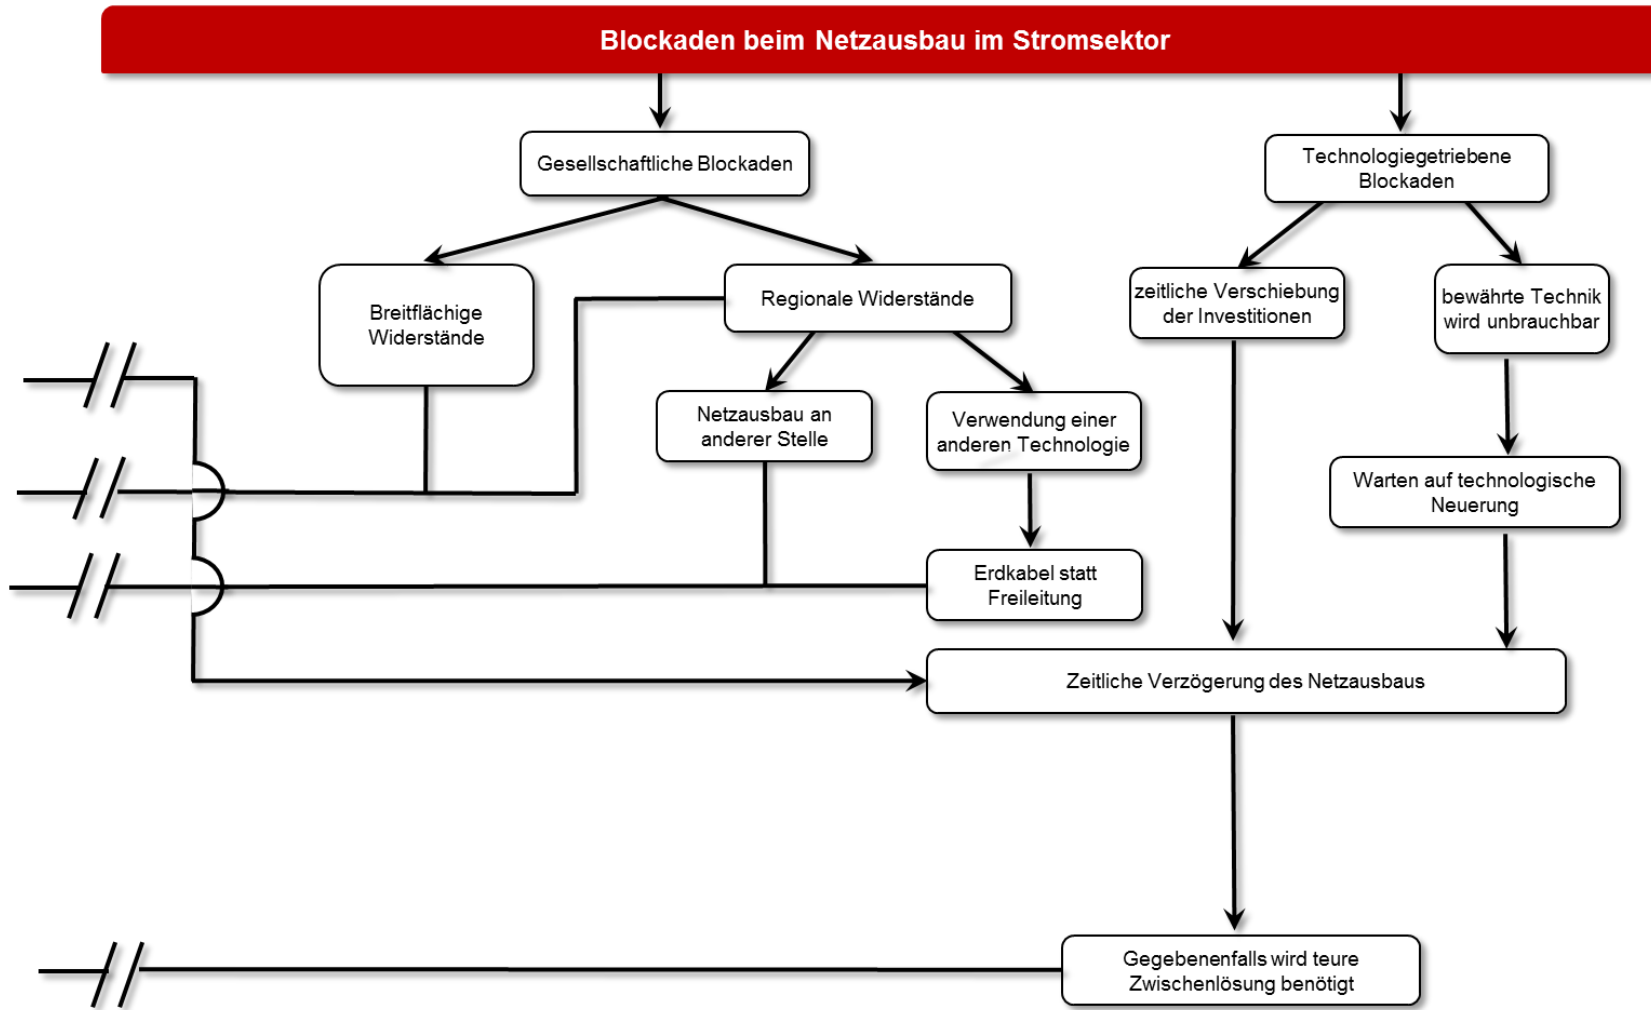 Blockaden beim Netzausbau im Stromsektor
Gesellschaftliche Blockaden
Technologiegetriebene
Blockaden
Breitflächige
Widerstände
Regionale Widerstände
zeitliche Verschiebung
der Investitionen
bewährte Technik
wird unbrauchbar
Netzausbau an
anderer Stelle
Verwendung einer
anderen Technologie
Warten auf technologische
Neuerung
Erdkabel statt
Freileitung
Zeitliche Verzögerung des Netzausbaus
Gegebenenfalls wird teure
Zwischenlösung benötigt